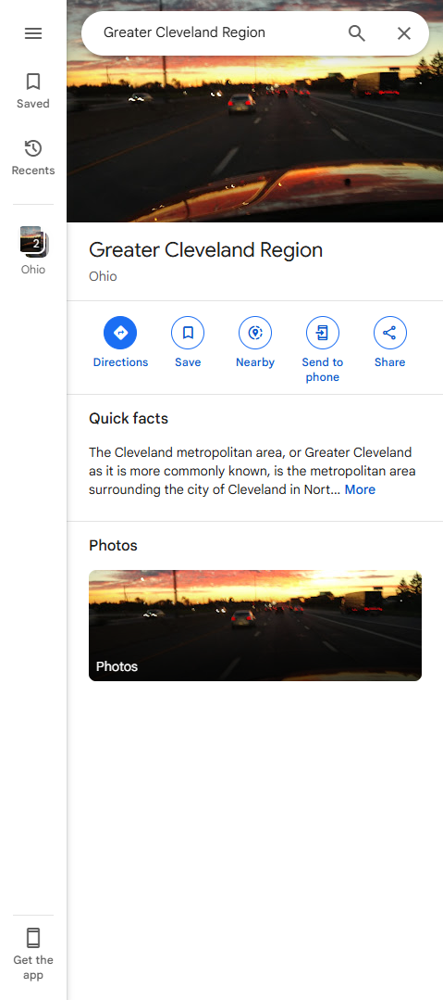 Greater Cleveland Region
Saved
Recents
2
Ohio
Greater Cleveland Region
Ohio
Directions
Save
Nearby
Send to
phone
Share
Quick facts
The Cleveland metropolitan area, or Greater Cleveland
as it is more commonly known, is the metropolitan area
surrounding the city of Cleveland in Nort... More
Photos
Photos
Get the
app